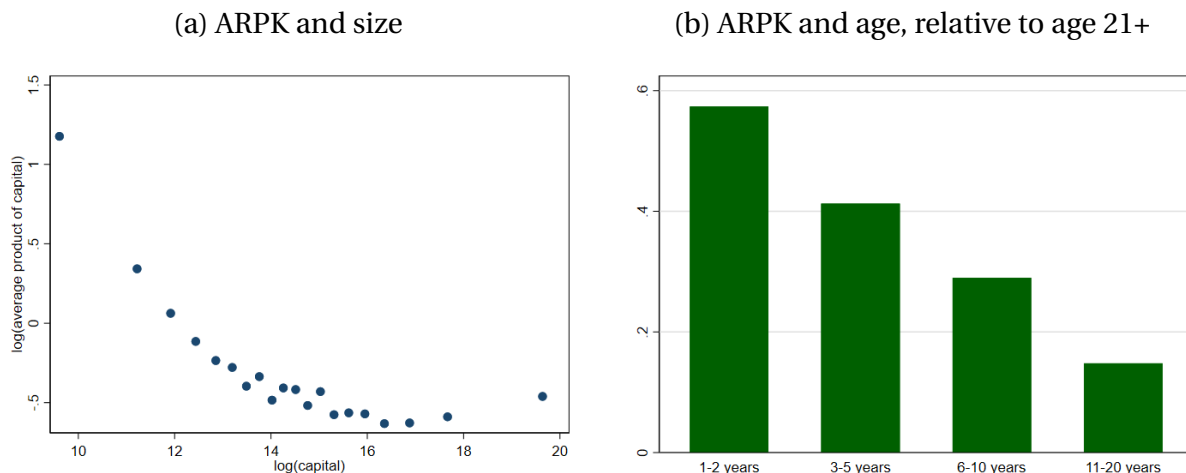 (a) ARPK and size
log(average product of capital)
1.5
1
.5
0
-.5
10 12 14 16 18 20
log(capital)
(b) ARPK and age, relative to age 21+
.6
.4
.2
0
1-2 years 3-5 years 6-10 years 11-20 years